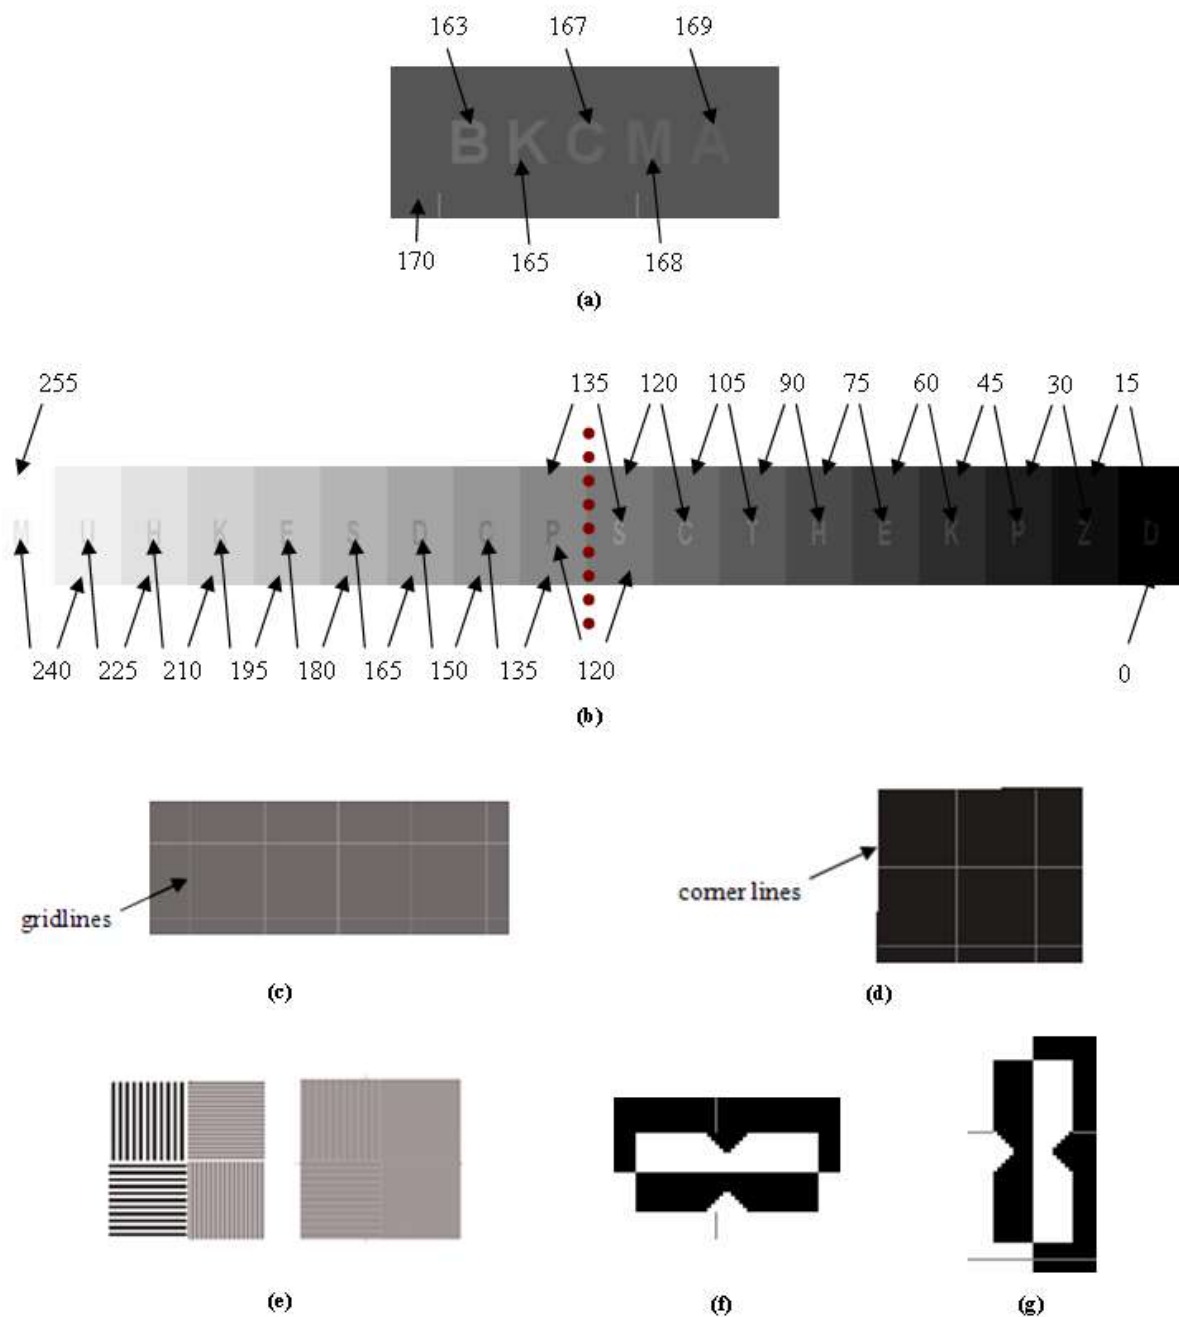 163 167 169
B K C M A
170 165 168
(a)
255 135 120 105 90 75 60 45 30 15
M U H K F S D C P S C T H E K P Z D
240 225 210 195 180 165 150 135 120 0
(b)
gridlines
corner lines
(c) (d)
(e) (f) (g)